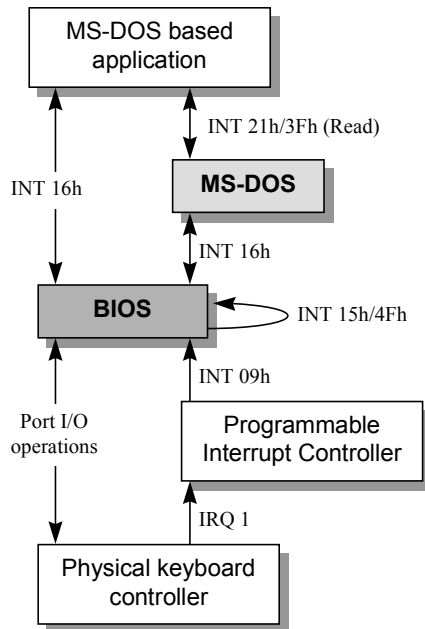 MS-DOS based
application
INT 21h/3Fh (Read)
INT 16h
MS-DOS
INT 16h
BIOS
INT 15h/4Fh
INT 09h
Port I/O
operations
Programmable
Interrupt Controller
IRQ 1
Physical keyboard
controller